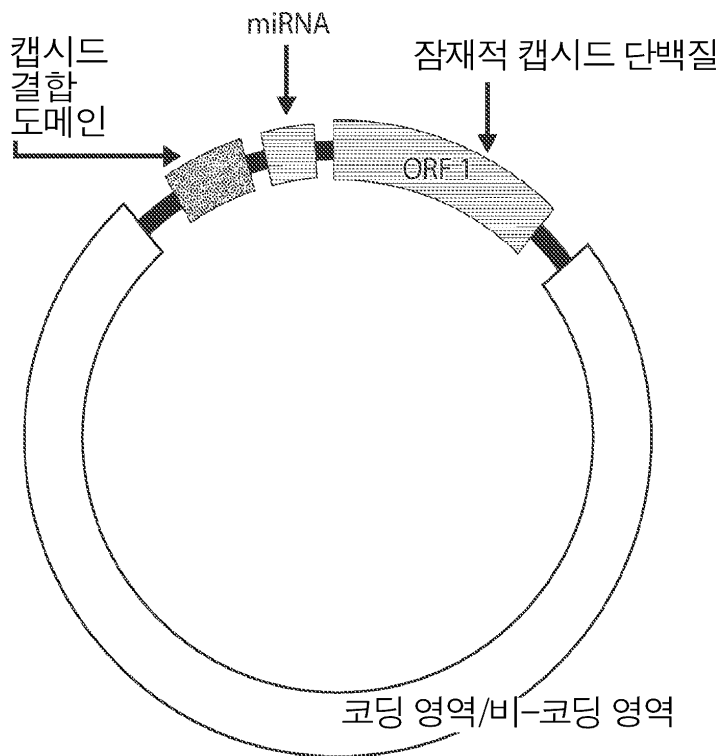 miRNA
캡시드
결합
도메인
잠재적 캡시드 단백질
ORF 1
코딩 영역/비–코딩 영역